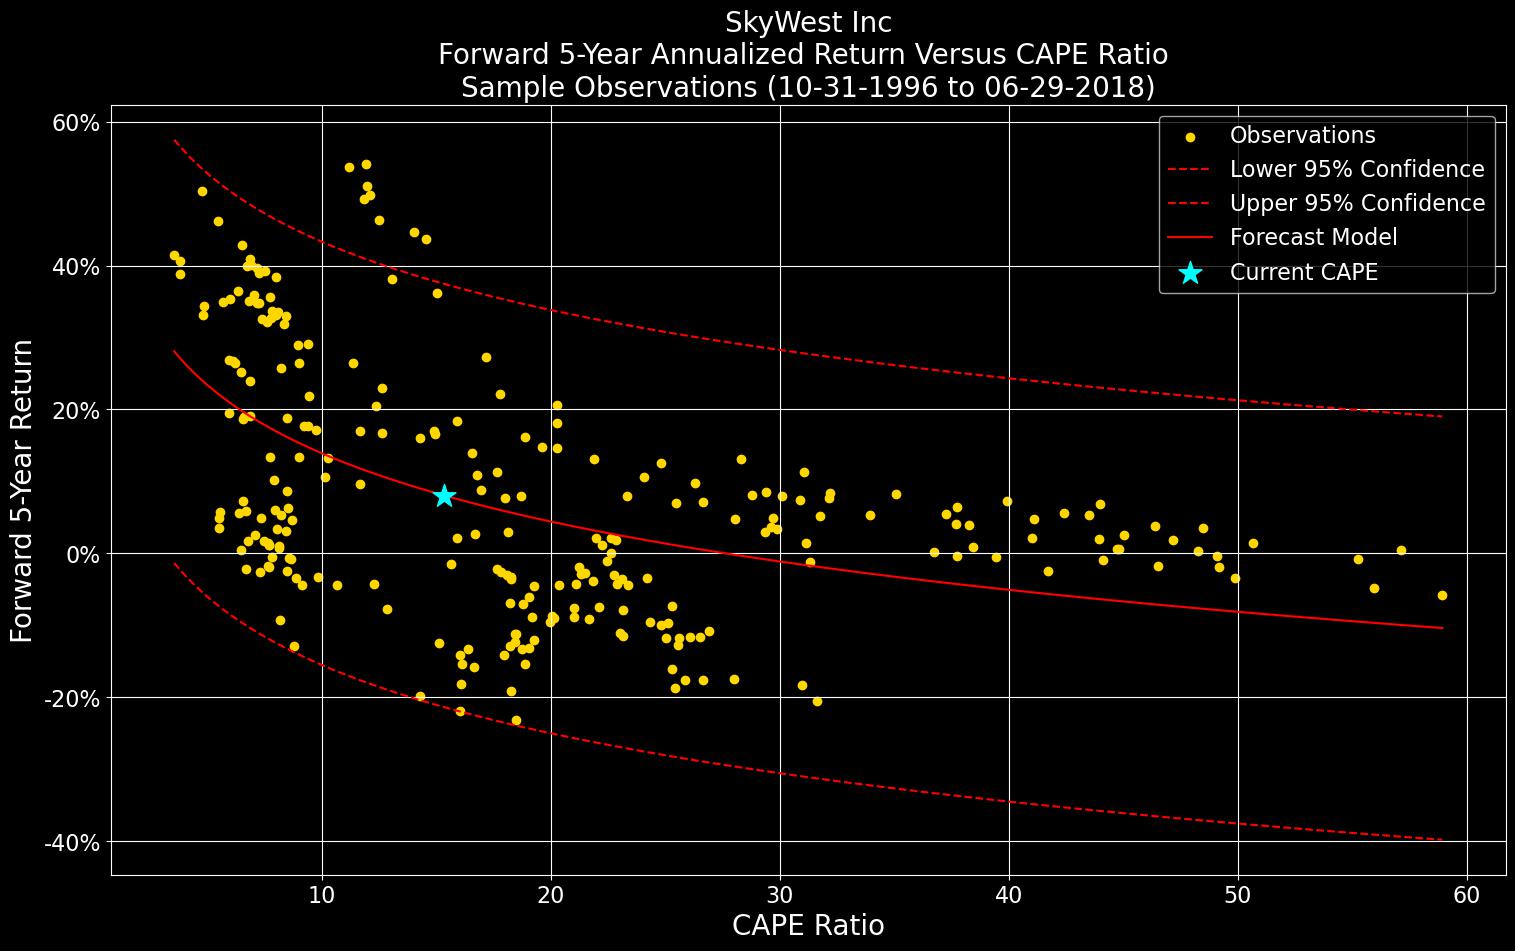 SkyWest Inc
Forward 5-Year Annualized Return Versus CAPE Ratio
Sample Observations (10-31-1996 to 06-29-2018)
Observations
Lower 95% Confidence
Upper 95% Confidence
Forecast Model
Current CAPE
Forward 5-Year Return
60%
40%
20%
0%
-20%
-40%
10 20 30 40 50 60
CAPE Ratio